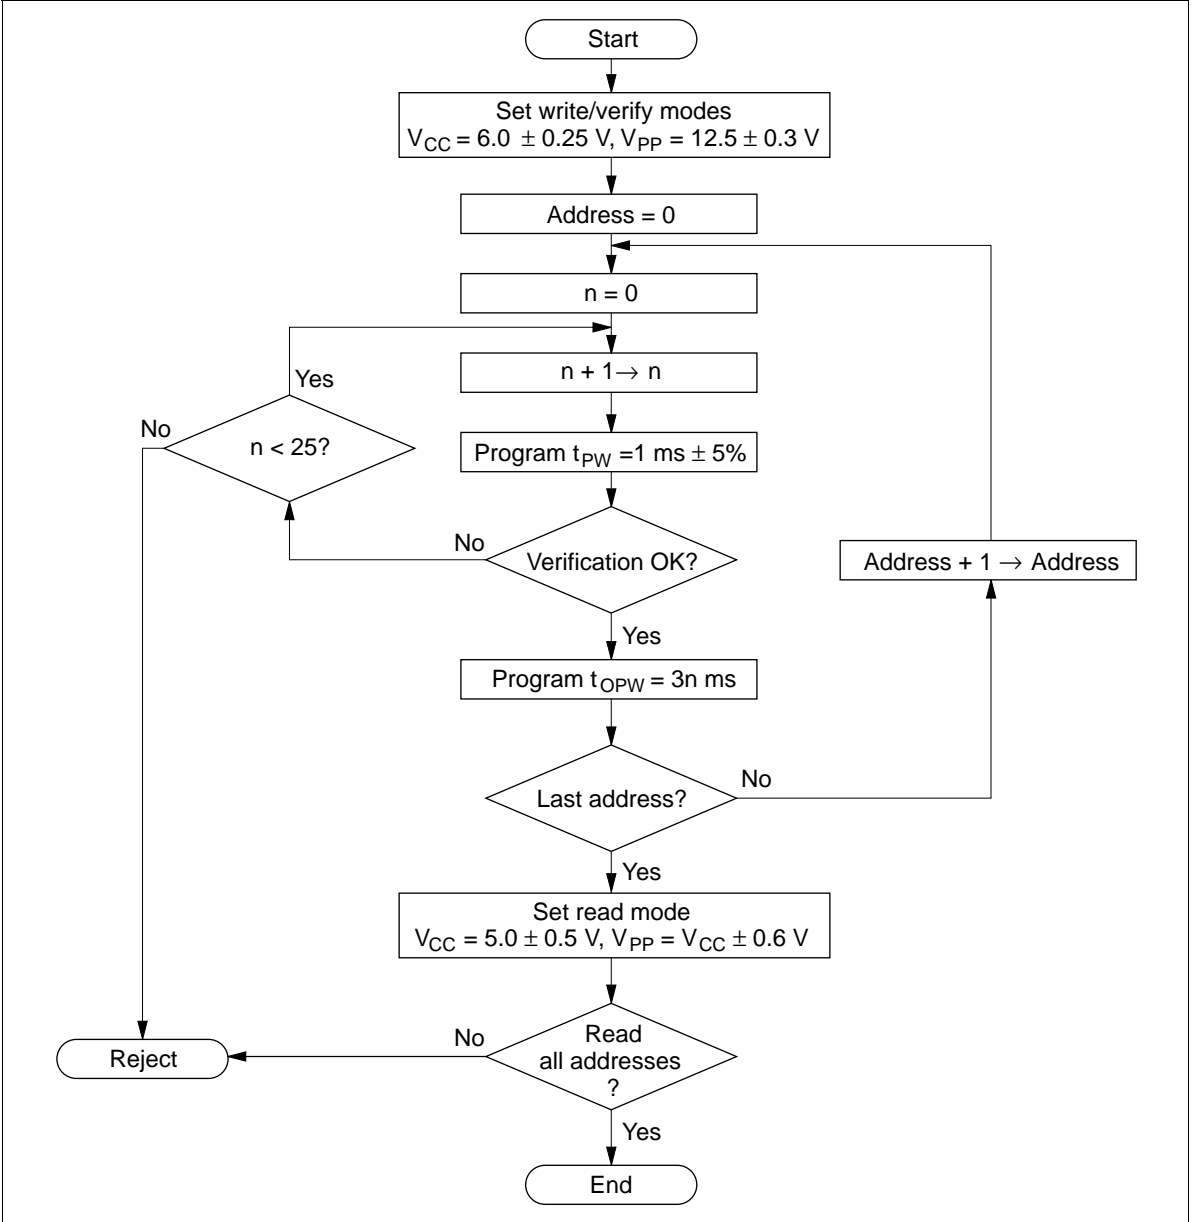 Start
Set write/verify modes
VCC = 6.0 ± 0.25 V, VPP = 12.5 ± 0.3 V
Address = 0
n = 0
n + 1 → n
Yes
No
n < 25?
Program tPW =1 ms ± 5%
No
Verification OK?
Address + 1 → Address
Yes
Program tOPW = 3n ms
Last address?
No
Yes
Set read mode
VCC = 5.0 ± 0.5 V, VPP = VCC ± 0.6 V
No
Read
all addresses
?
Reject
Yes
End